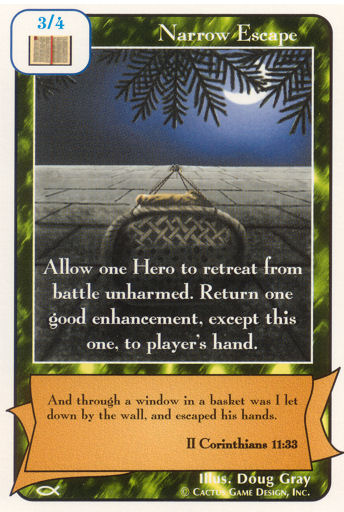 3/4
Narrow Escape
Allow one Hero to retreat from
battle unharmed. Return one
good enhancement, except this
one, to player's hand.
And through a window in a basket was I let
down by the wall, and escaped his hands.
II Corinthians 11:33
Illus. Doug Gray
© Cactus Game Design, Inc.